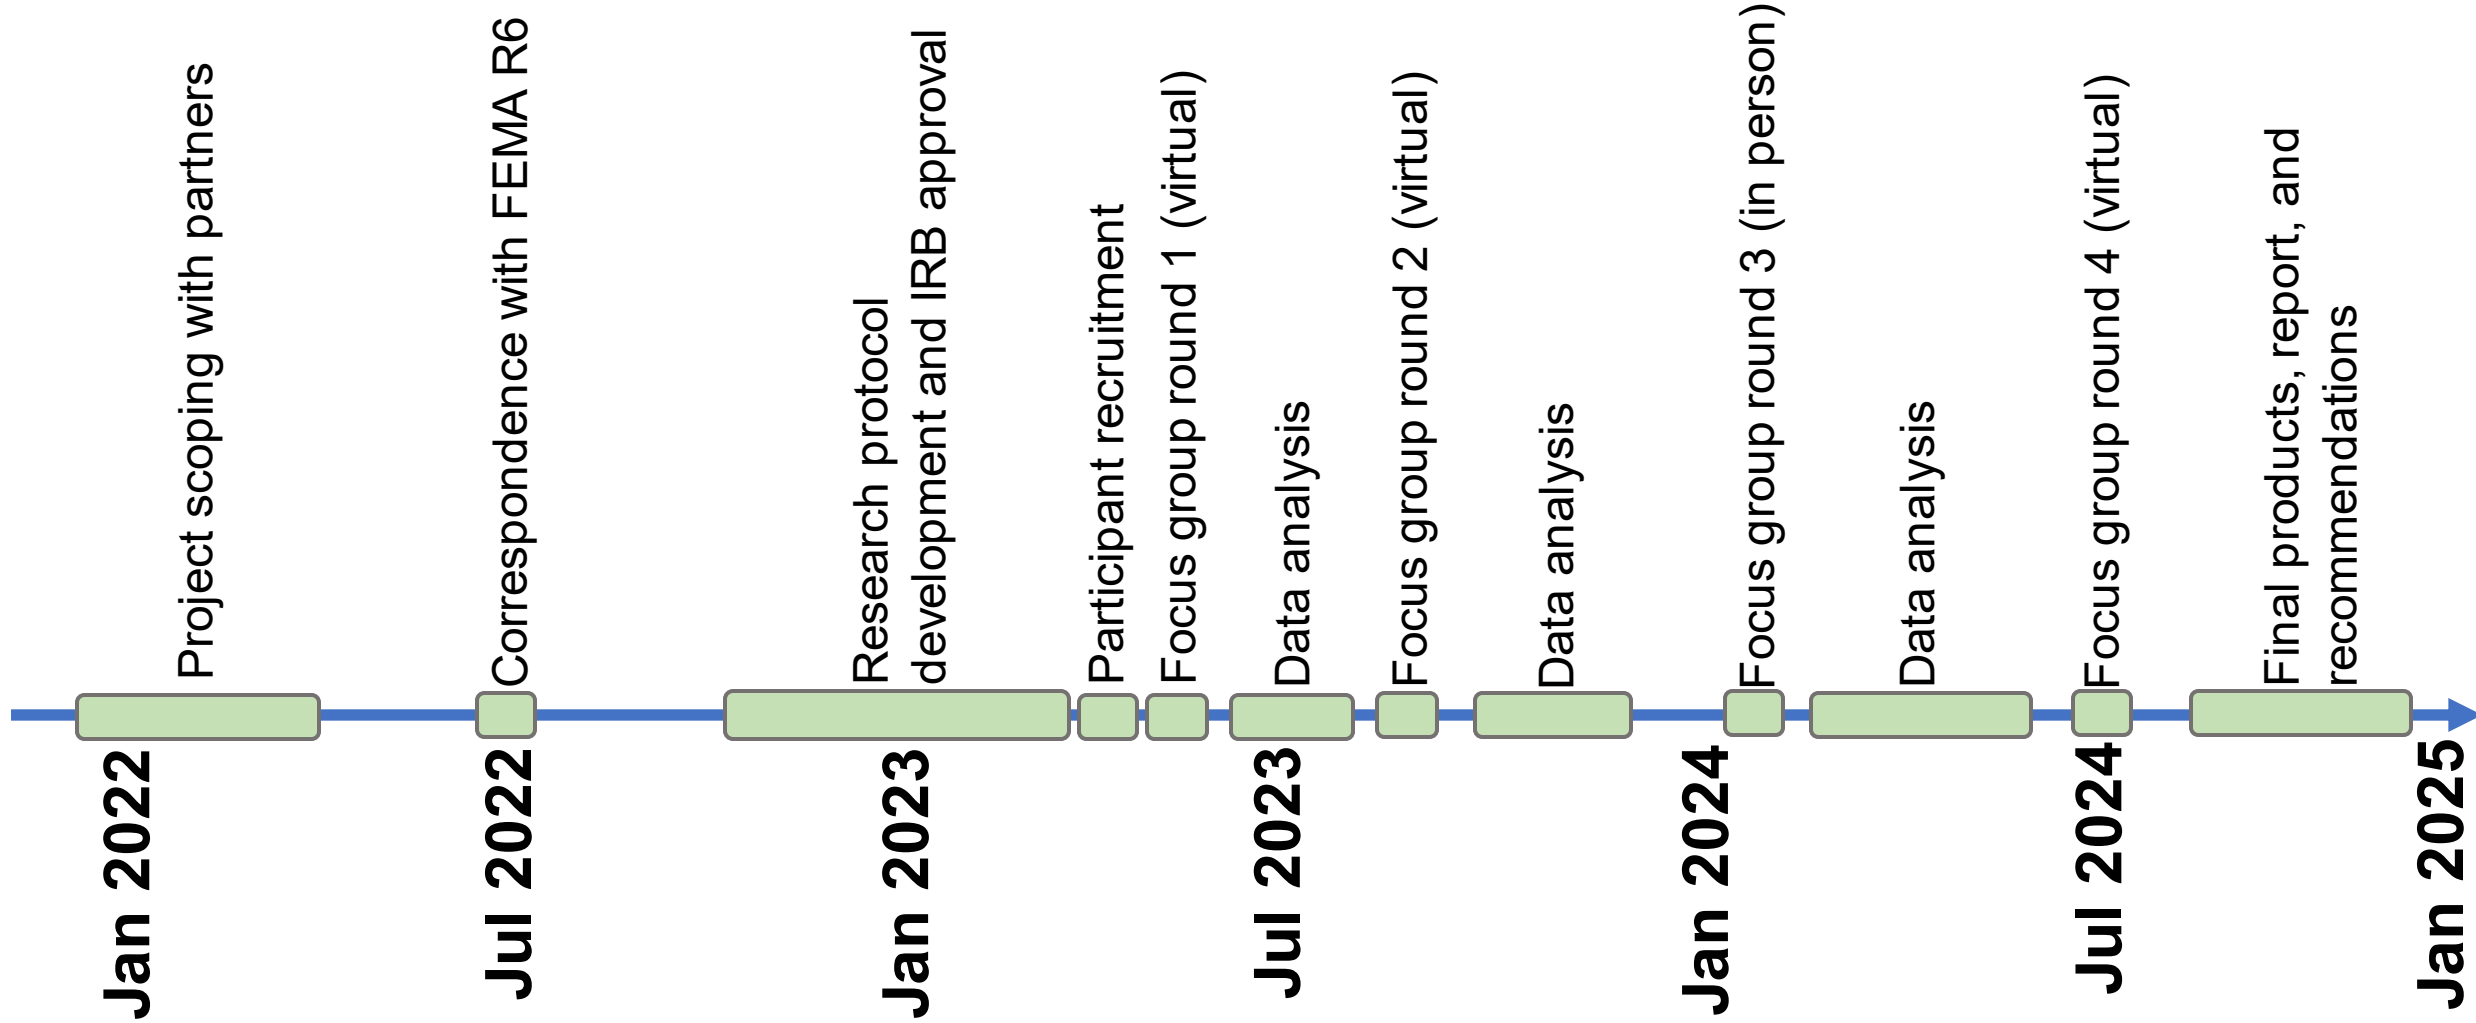 Project scoping with partners
Correspondence with FEMA R6
Research protocol
development and IRB approval
Participant recruitment
Focus group round 1 (virtual)
Data analysis
Focus group round 2 (virtual)
Data analysis
Focus group round 3 (in person)
Data analysis
Focus group round 4 (virtual)
Final products, report, and
recommendations
Jan 2022
Jul 2022
Jan 2023
Jul 2023
Jan 2024
Jul 2024
Jan 2025